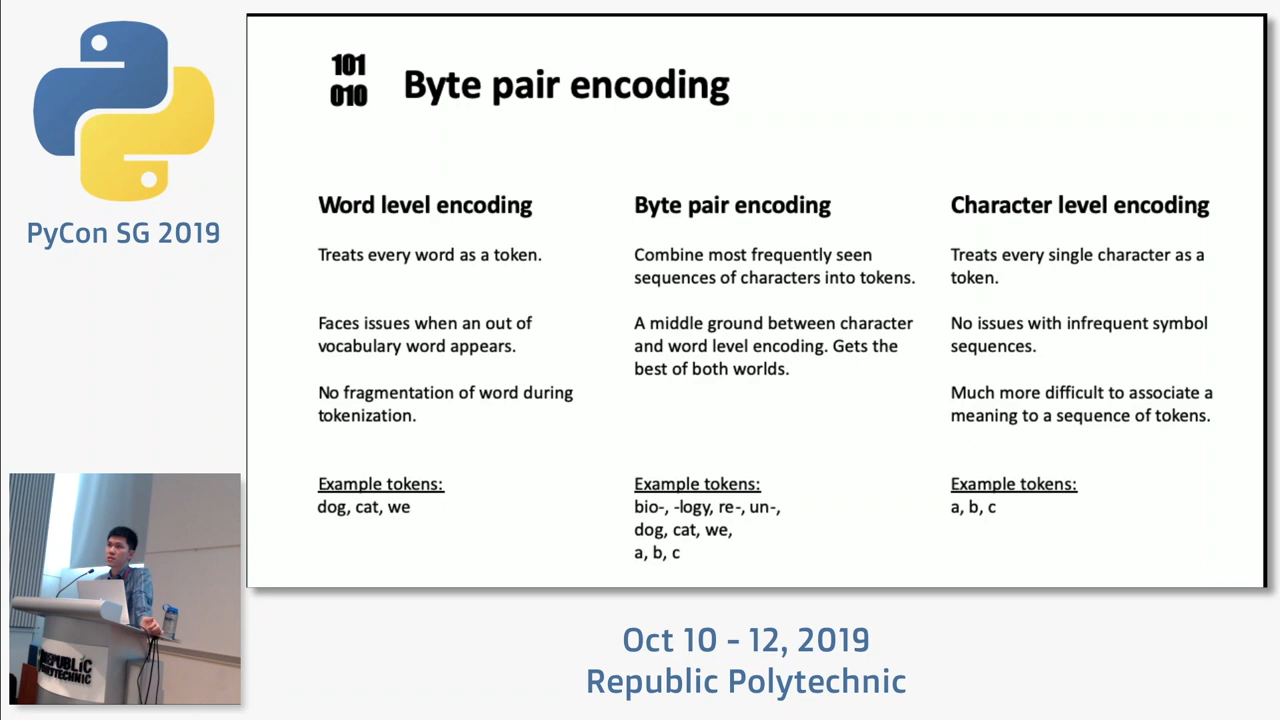 101
010
Byte pair encoding
PyCon SG 2019
Word level encoding
Treats every word as a token.
Faces issues when an out of
vocabulary word appears.
No fragmentation of word during
tokenization.
Example tokens:
dog, cat, we
Byte pair encoding
Combine most frequently seen
sequences of characters into tokens.
A middle ground between character
and word level encoding. Gets the
best of both worlds.
Example tokens:
bio-, -logy, re-, un-,
dog, cat, we,
a, b, c
Character level encoding
Treats every single character as a
token.
No issues with infrequent symbol
sequences.
Much more difficult to associate a
meaning to a sequence of tokens.
Example tokens:
a, b, c
REPUBLIC
POLYTECHNIC
Oct 10 - 12, 2019
Republic Polytechnic